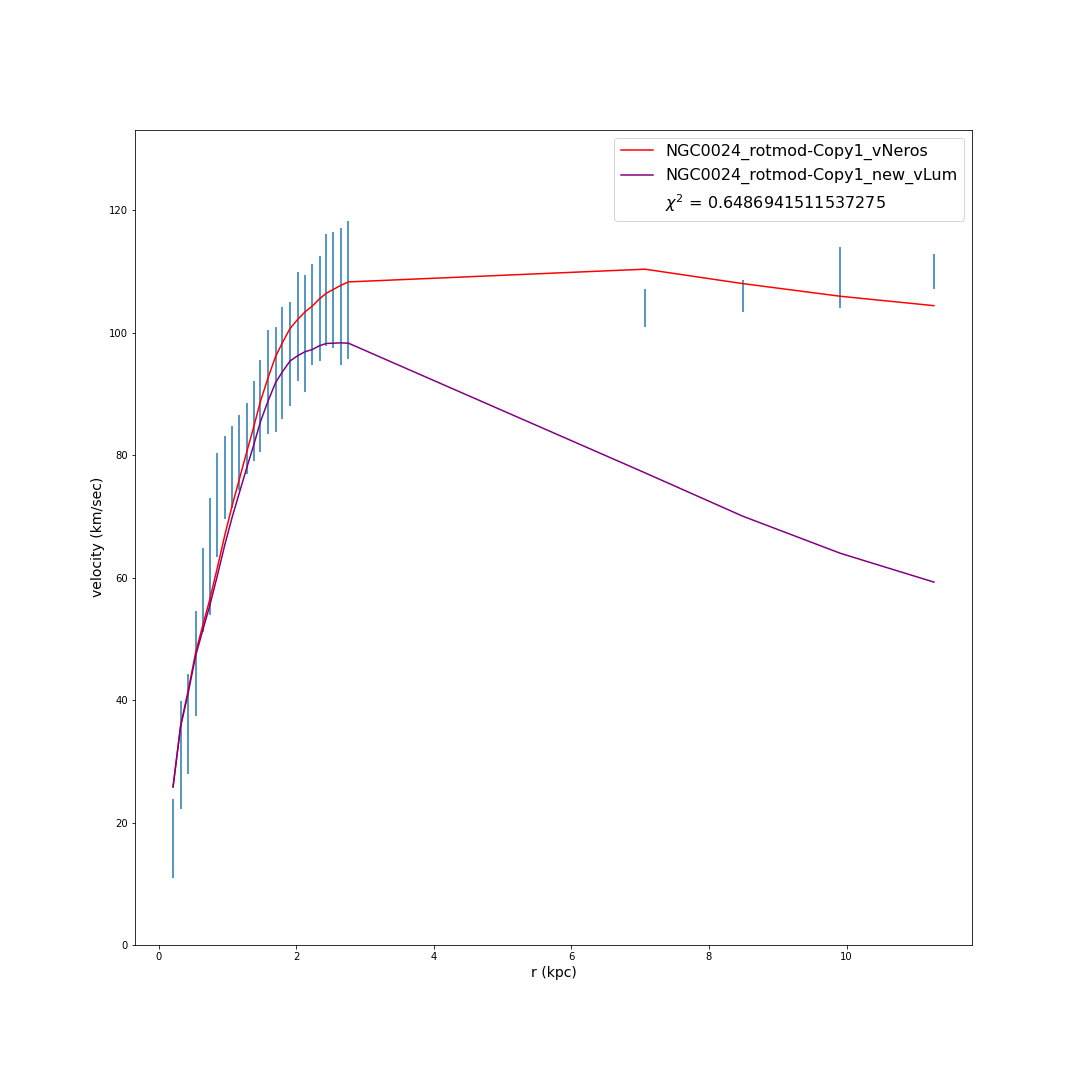 NGC0024_rotmod-Copy1_vNeros
NGC0024_rotmod-Copy1_new_vLum
χ² = 0.6486941511537275
120
100
80
60
40
20
0
velocity (km/sec)
0 2 4 6 8 10
r (kpc)